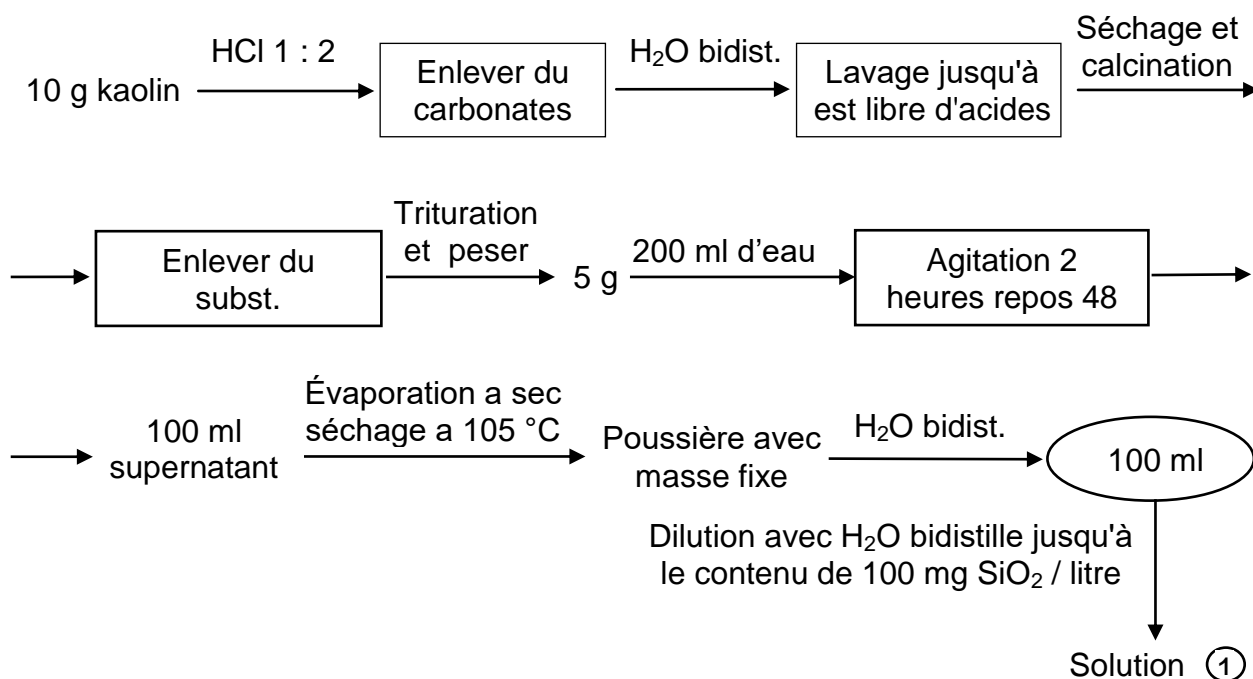 10 g kaolin
HCl 1 : 2
Enlever du
carbonates
H₂O bidist.
Lavage jusqu'à
est libre d'acides
Séchage et
calcination
Enlever du
subst.
Trituration
et peser
5 g
200 ml d’eau
Agitation 2
heures repos 48
100 ml
supernatant
Évaporation a sec
séchage a 105 °C
Poussière avec
masse fixe
H₂O bidist.
100 ml
Dilution avec H₂O bidistille jusqu'à
le contenu de 100 mg SiO₂ / litre
Solution ①